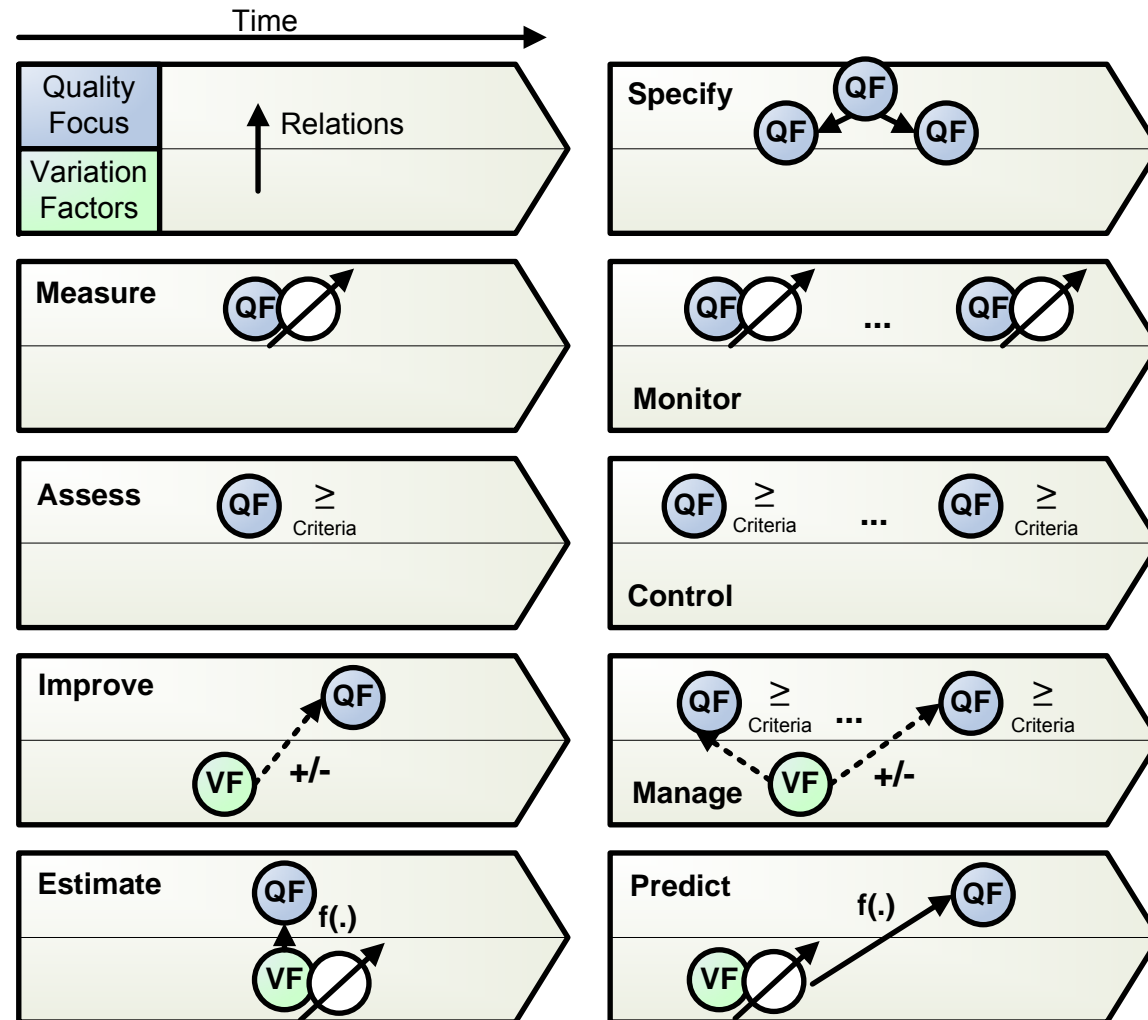 Time
Quality
Focus
Variation
Factors
Relations
Specify
QF
QF
QF
Measure
QF
QF
...
QF
Monitor
Assess
QF
≥
Criteria
QF
≥
Criteria
...
QF
≥
Criteria
Control
Improve
QF
VF
+/-
QF
≥
Criteria
...
QF
≥
Criteria
Manage
VF
+/-
Estimate
QF
f(.)
VF
Predict
f(.)
QF
VF